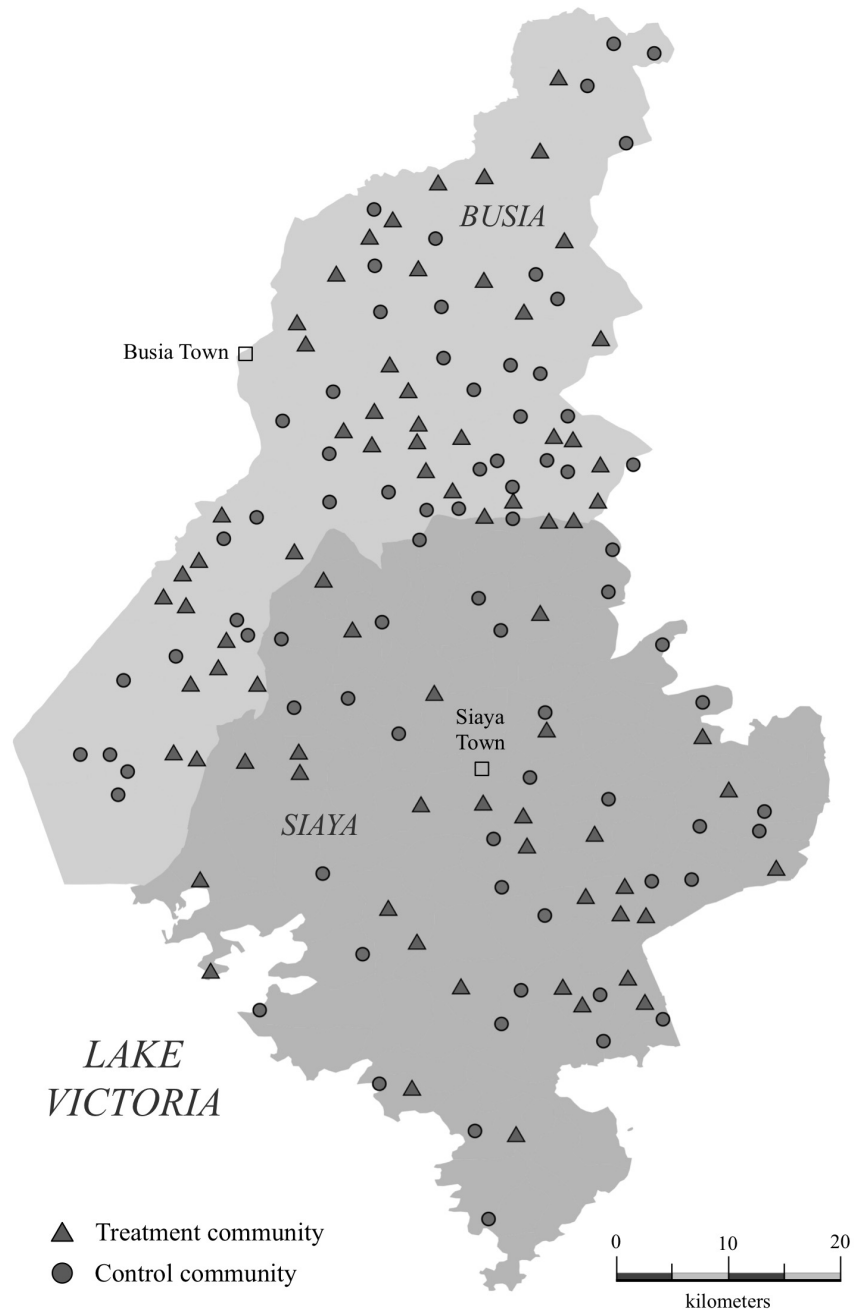 BUSIA
Busia Town
Siaya
Town
SIAYA
LAKE
VICTORIA
Treatment community
Control community
0 10 20
kilometers